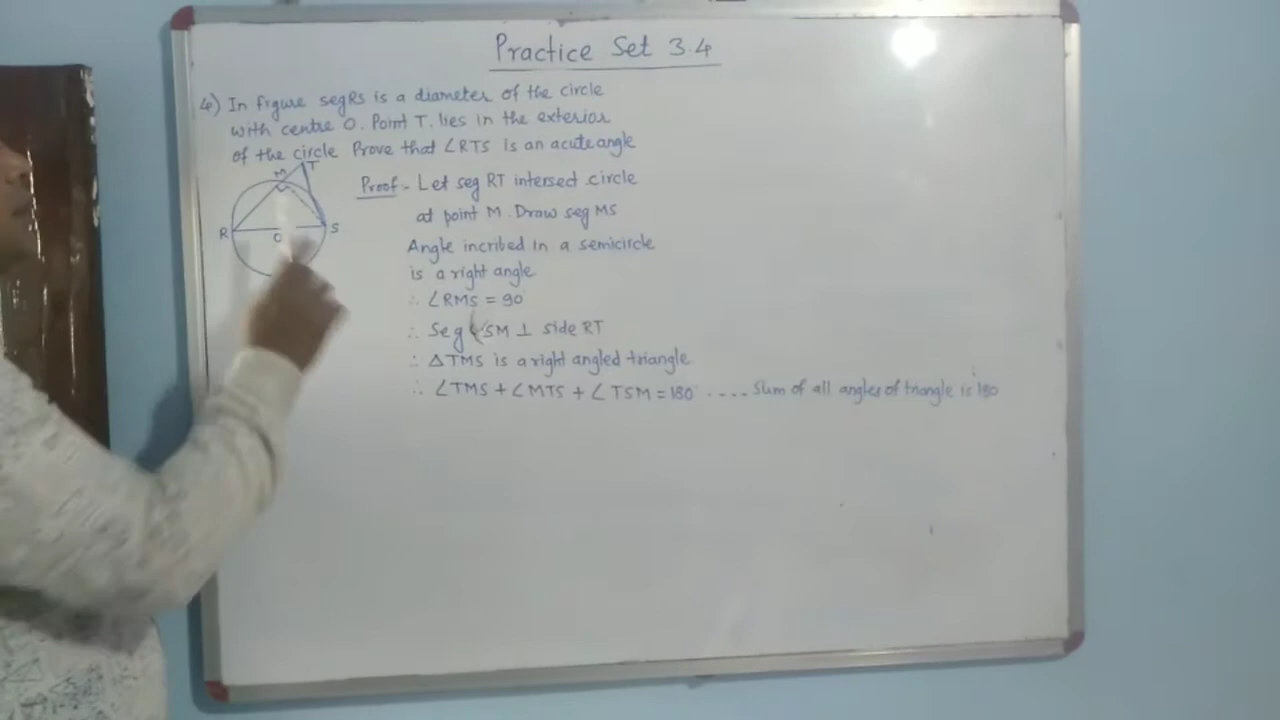 Practice Set 3.4
4) In frgure segRS is a diameter of the circle
with centre O. Point T. lies in the exterior
of the circle Prove that ∠RTS is an acute angle
M T
R O S
Proof:- Let seg RT intersed circle
at point M. Draw seg MS
Angle incribed in a semicircle
is a right angle
∴ ∠RMS = 90°
∴ Seg SM ⊥ side RT
∴ △TMS is a right angled triangle
∴ ∠TMS + ∠MTS + ∠TSM = 180° .... Sum of all angles of triangle is 180